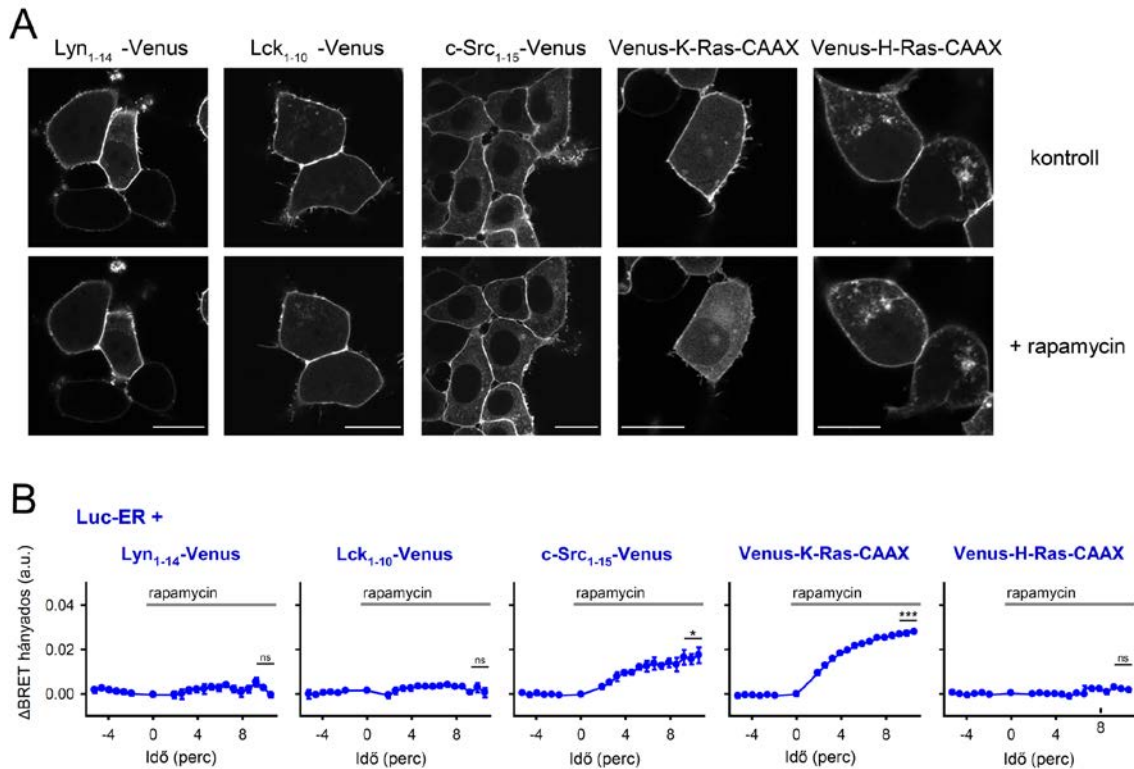 A
Lyn1-14 -Venus Lck1-10 -Venus c-Src1-15-Venus Venus-K-Ras-CAAX Venus-H-Ras-CAAX
kontroll
+ rapamycin
B
Luc-ER +
Lyn1-14-Venus Lck1-10-Venus c-Src1-15-Venus Venus-K-Ras-CAAX Venus-H-Ras-CAAX
ΔBRET hányados (a.u.)
rapamycin rapamycin rapamycin rapamycin rapamycin
0.04
0.02
0.00
ns ns * *** ns
-4 0 4 8 -4 0 4 8 -4 0 4 8 -4 0 4 8 -4 0 4 8
Idő (perc) Idő (perc) Idő (perc) Idő (perc) Idő (perc)